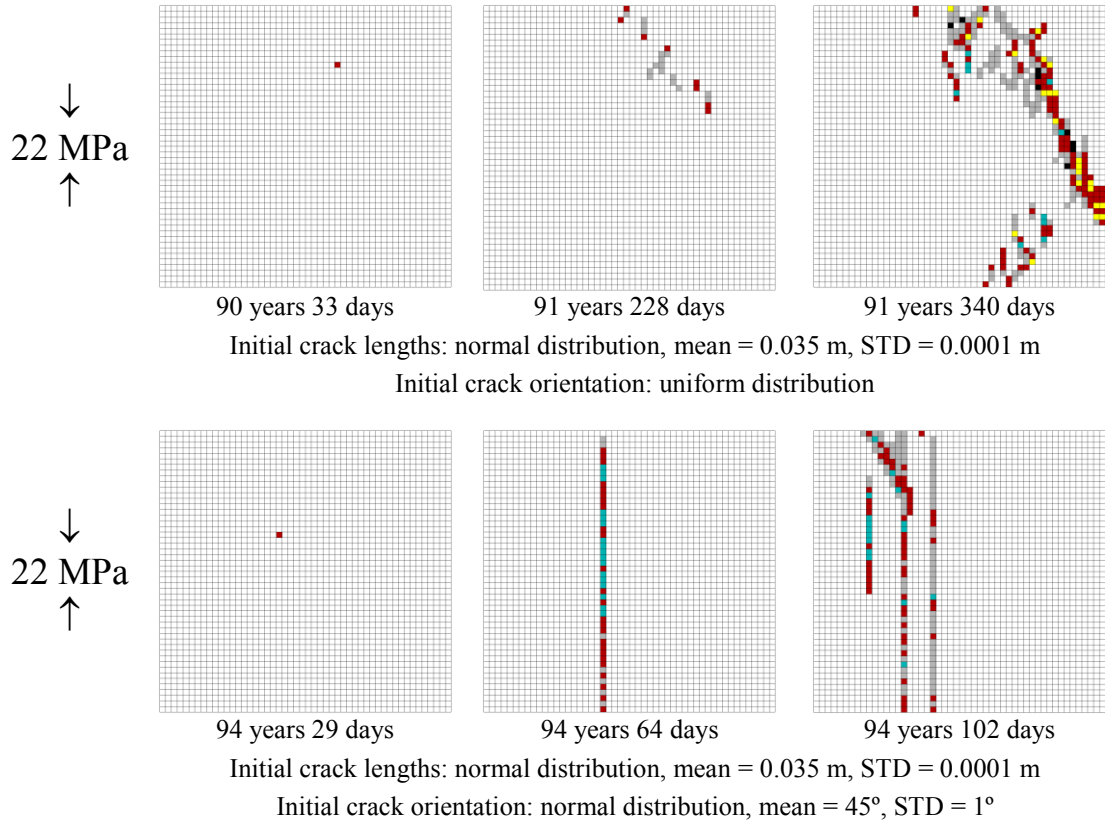 22 MPa
90 years 33 days
91 years 228 days
91 years 340 days
Initial crack lengths: normal distribution, mean = 0.035 m, STD = 0.0001 m
Initial crack orientation: uniform distribution
22 MPa
94 years 29 days
94 years 64 days
94 years 102 days
Initial crack lengths: normal distribution, mean = 0.035 m, STD = 0.0001 m
Initial crack orientation: normal distribution, mean = 45º, STD = 1º